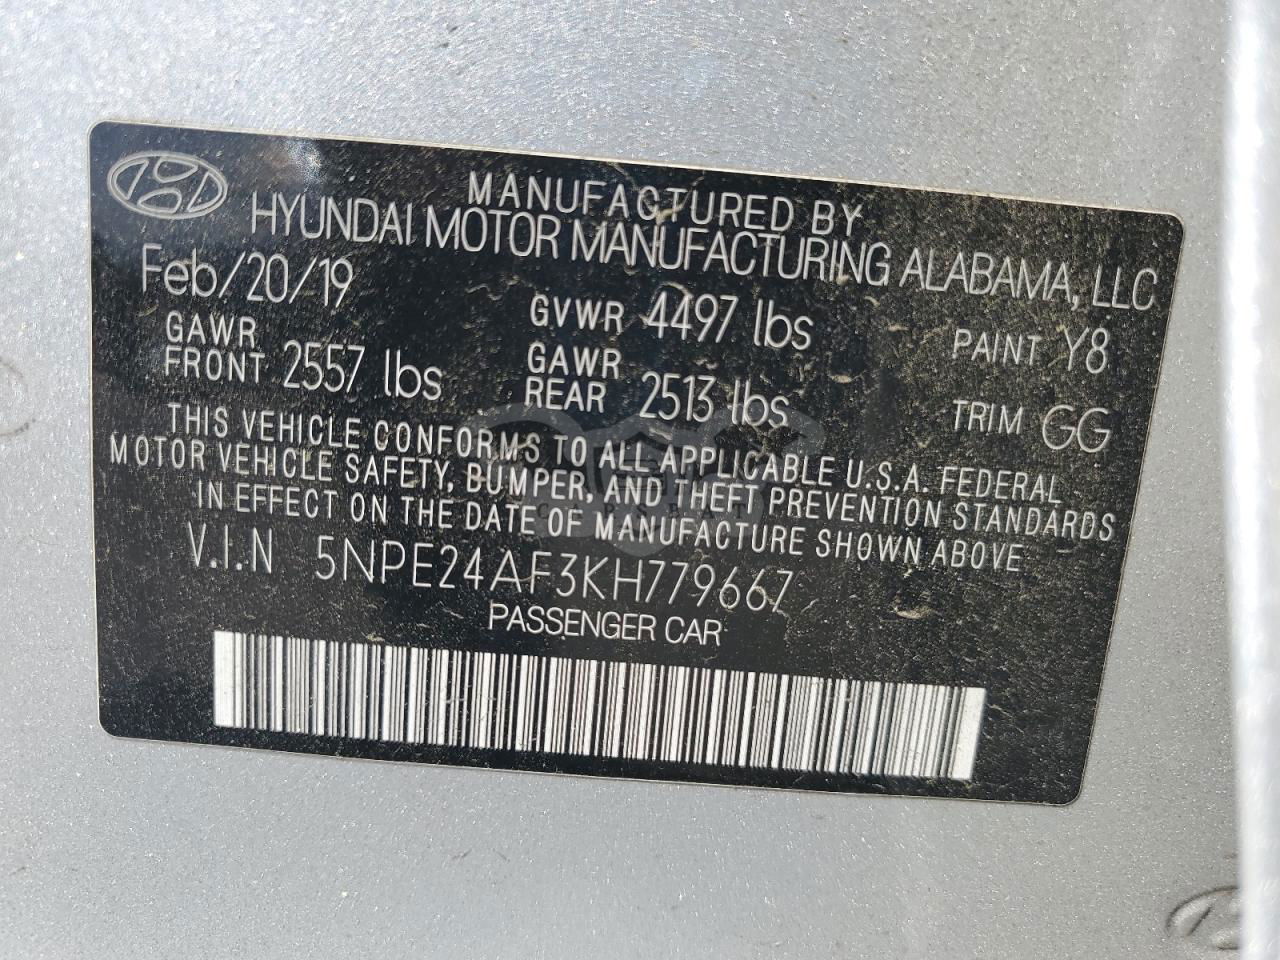 MANUFACTURED BY
HYUNDAI MOTOR MANUFACTURING ALABAMA, LLC
Feb/20/19 GVWR 4497 lbs PAINT Y8
GAWR FRONT 2557 lbs GAWR REAR 2513 lbs TRIM GG
THIS VEHICLE CONFORMS TO ALL APPLICABLE U.S.A. FEDERAL
MOTOR VEHICLE SAFETY, BUMPER, AND THEFT PREVENTION STANDARDS
IN EFFECT ON THE DATE OF MANUFACTURE SHOWN ABOVE
V.I.N 5NPE24AF3KH779667
PASSENGER CAR